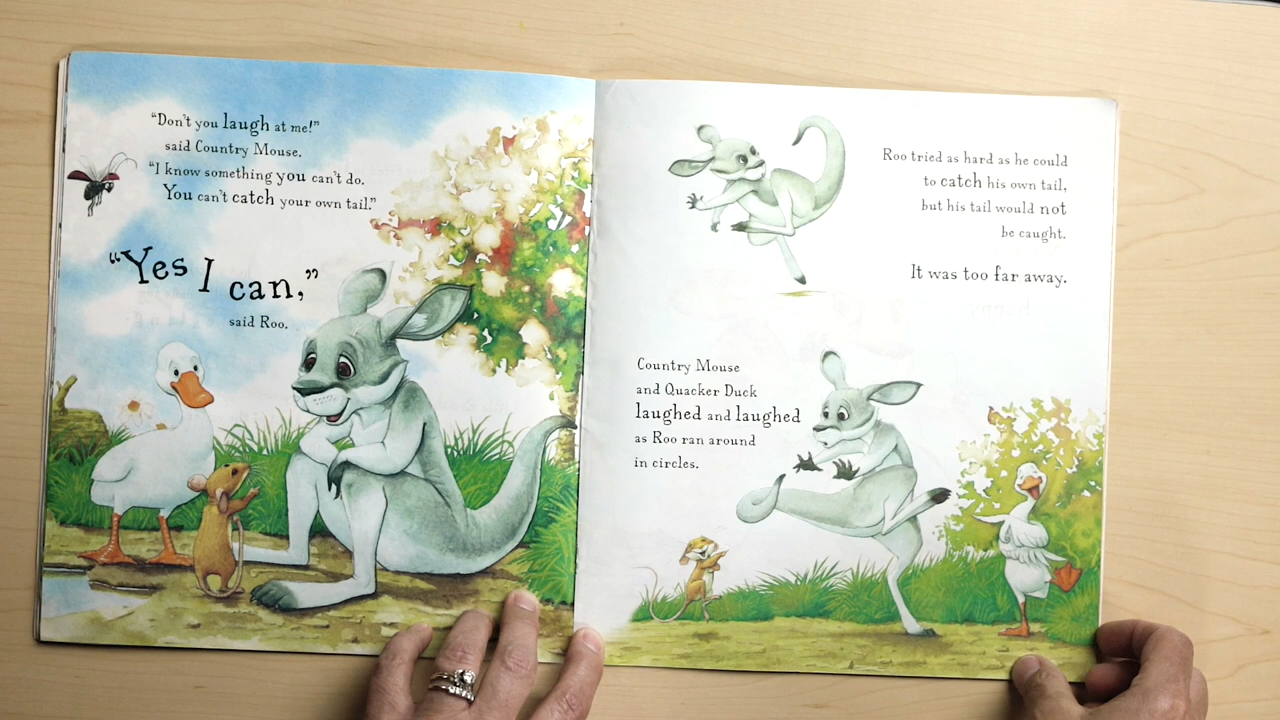 “Don’t you laugh at me!”
said Country Mouse.
“I know something you can’t do.
You can’t catch your own tail.”
“Yes I can,”
said Roo.
Roo tried as hard as he could
to catch his own tail,
but his tail would not
be caught.
It was too far away.
Country Mouse
and Quacker Duck
laughed and laughed
as Roo ran around
in circles.